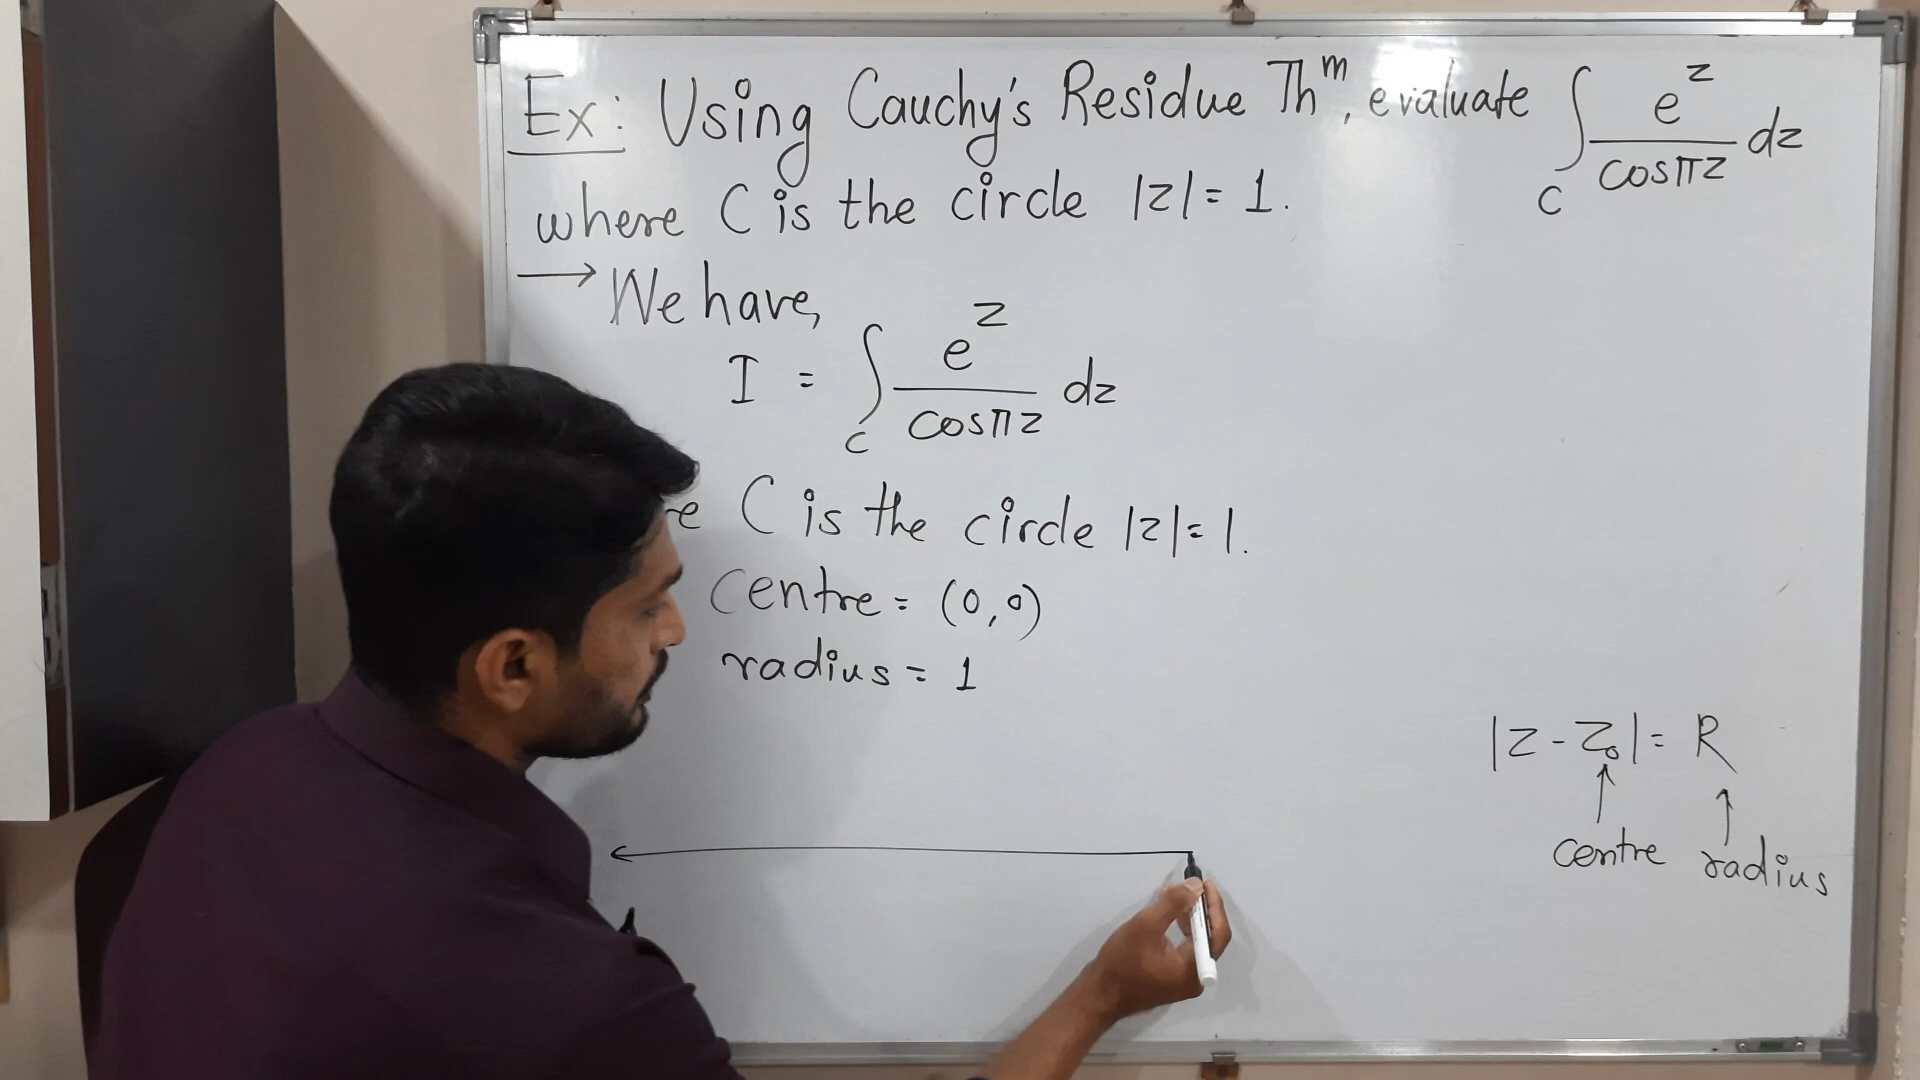 Ex: Using Cauchy's Residue Thᵐ, evaluate ∫_C e^z/cosπz dz
where C is the circle |z| = 1.
→ We have,
I = ∫_C e^z/cosπz dz
C is the circle |z| = 1.
Centre = (0,0)
radius = 1
|z - z₀| = R
↑ ↑
centre radius